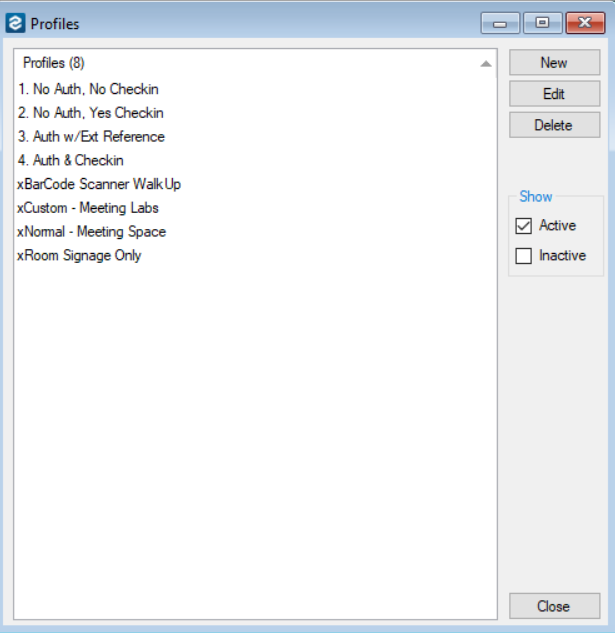 Profiles
Profiles (8)
1. No Auth, No Checkin
2. No Auth, Yes Checkin
3. Auth w/Ext Reference
4. Auth & Checkin
xBarCode Scanner WalkUp
xCustom - Meeting Labs
xNormal - Meeting Space
xRoom Signage Only
New
Edit
Delete
Show
Active
Inactive
Close